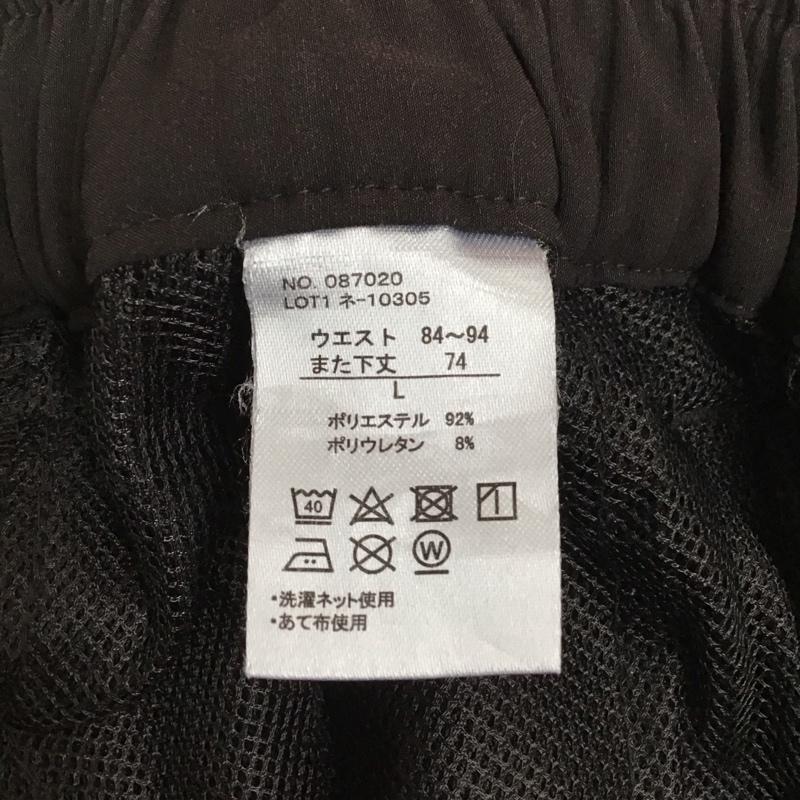 NO. 087020
LOT1 ネ-10305
ウエスト 84〜94
また下丈 74
L
ポリエステル 92%
ポリウレタン 8%
40
W
・洗濯ネット使用
・あて布使用